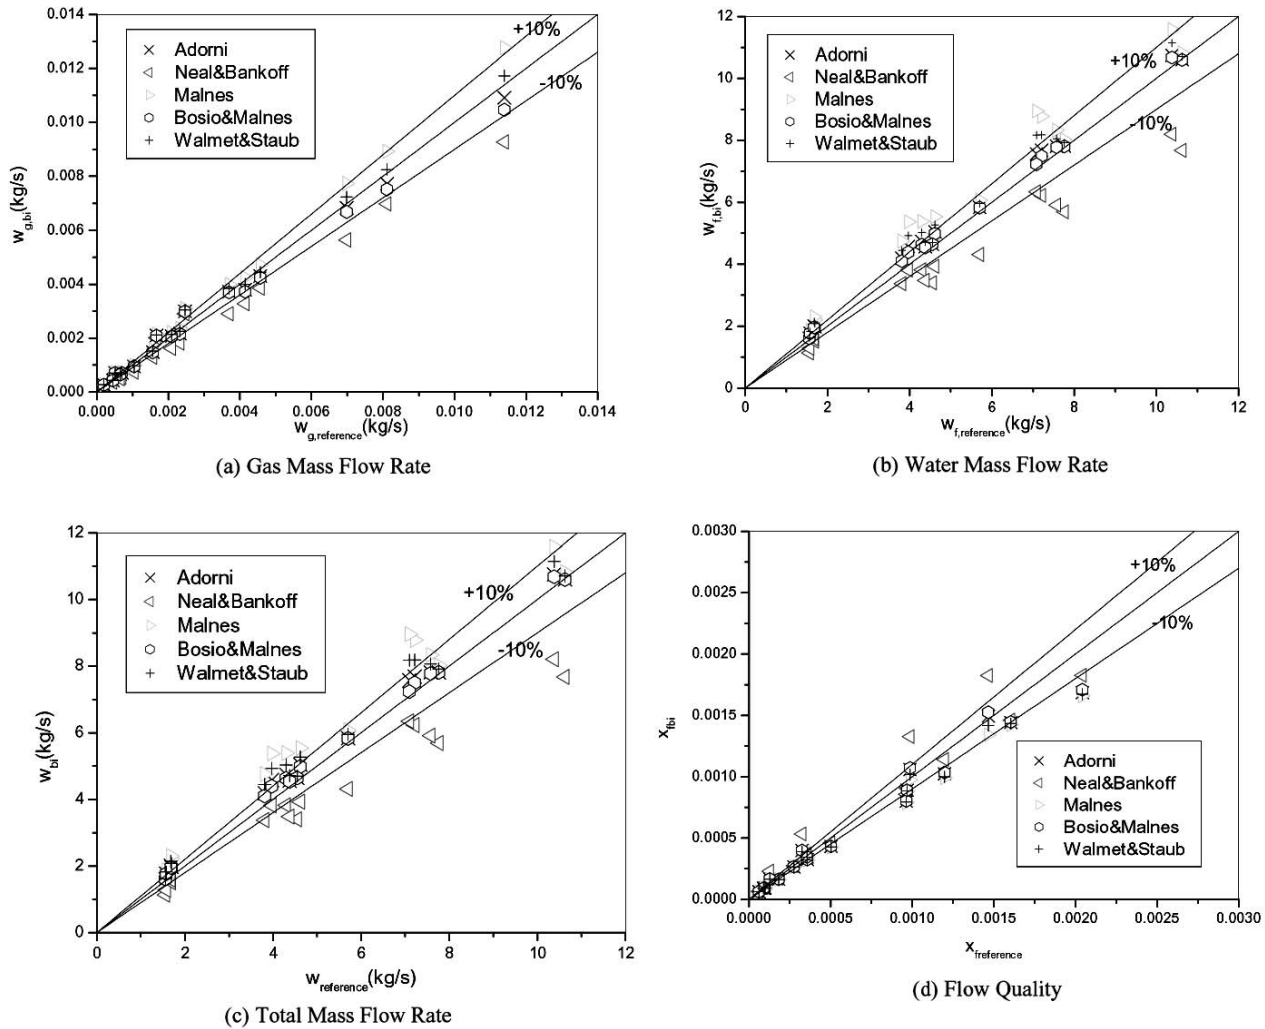 0.014
0.012
0.010
0.008
0.006
0.004
0.002
0.000
w_g,bi(kg/s)
Adorni
Neal&Bankoff
Malnes
Bosio&Malnes
Walmet&Staub
+10%
-10%
0.000 0.002 0.004 0.006 0.008 0.010 0.012 0.014
w_g,reference(kg/s)
(a) Gas Mass Flow Rate
12
10
8
6
4
2
0
w_f,bi(kg/s)
Adorni
Neal&Bankoff
Malnes
Bosio&Malnes
Walmet&Staub
+10%
-10%
0 2 4 6 8 10 12
w_f,reference(kg/s)
(b) Water Mass Flow Rate
12
10
8
6
4
2
0
w_bi(kg/s)
Adorni
Neal&Bankoff
Malnes
Bosio&Malnes
Walmet&Staub
+10%
-10%
0 2 4 6 8 10 12
w_reference(kg/s)
(c) Total Mass Flow Rate
0.0030
0.0025
0.0020
0.0015
0.0010
0.0005
0.0000
x_fbi
+10%
-10%
Adorni
Neal&Bankoff
Malnes
Bosio&Malnes
Walmet&Staub
0.0000 0.0005 0.0010 0.0015 0.0020 0.0025 0.0030
x_freference
(d) Flow Quality